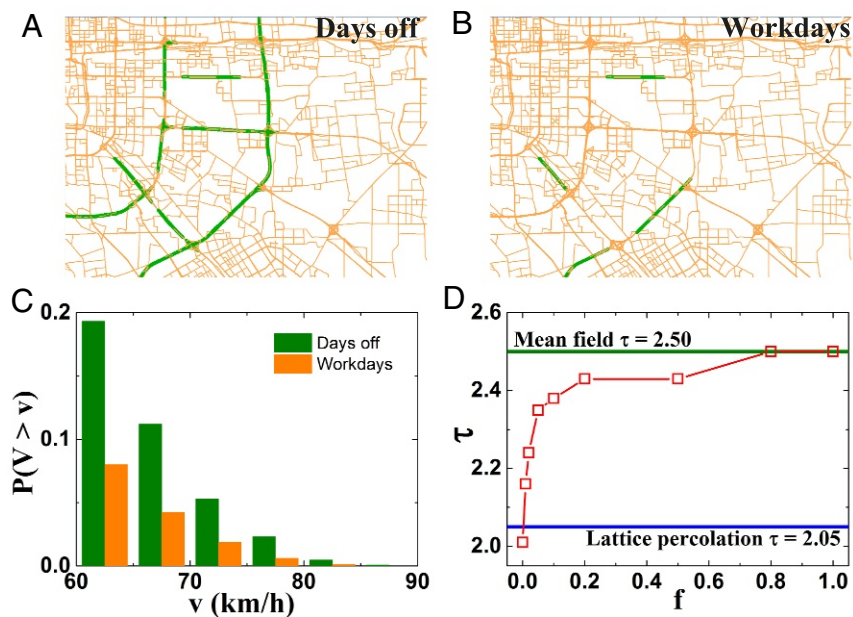 A
Days off
B
Workdays
C
0.2
0.1
0.0
P(V > v)
Days off
Workdays
60
70
80
90
v (km/h)
D
2.6
2.4
2.2
2.0
τ
Mean field τ = 2.50
Lattice percolation τ = 2.05
0.0
0.2
0.4
0.6
0.8
1.0
f